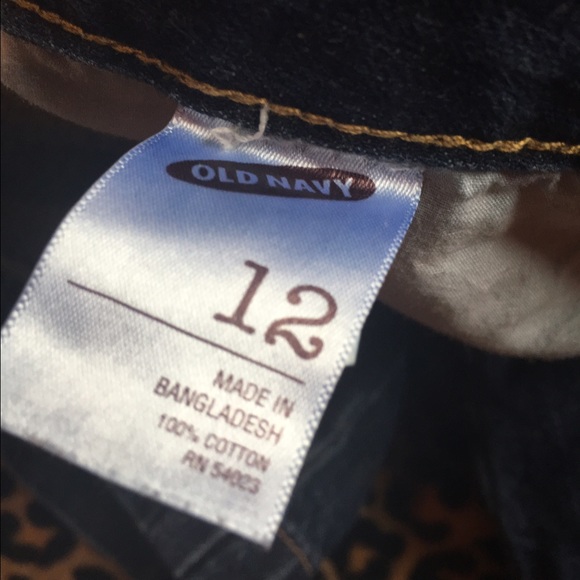 OLD NAVY
12
MADE IN
BANGLADESH
100% COTTON
RN 54023